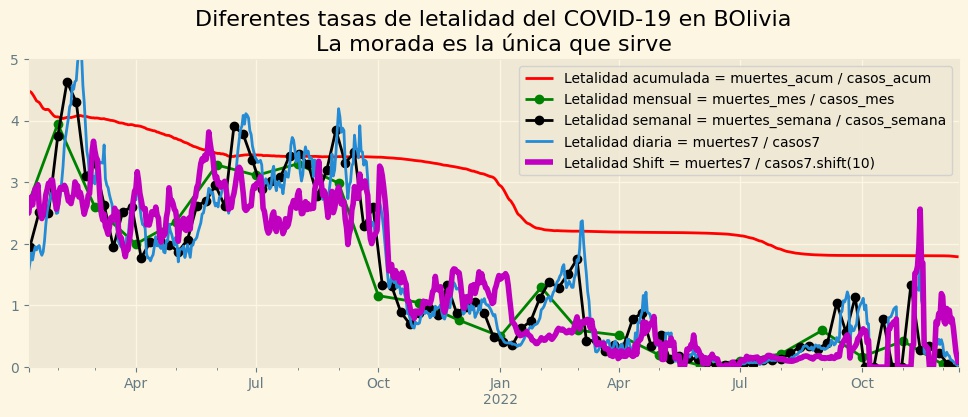 Diferentes tasas de letalidad del COVID-19 en BOlivia
La morada es la única que sirve
Letalidad acumulada = muertes_acum / casos_acum
Letalidad mensual = muertes_mes / casos_mes
Letalidad semanal = muertes_semana / casos_semana
Letalidad diaria = muertes7 / casos7
Letalidad Shift = muertes7 / casos7.shift(10)
5
4
3
2
1
0
Apr Jul Oct Jan Apr Jul Oct
2022